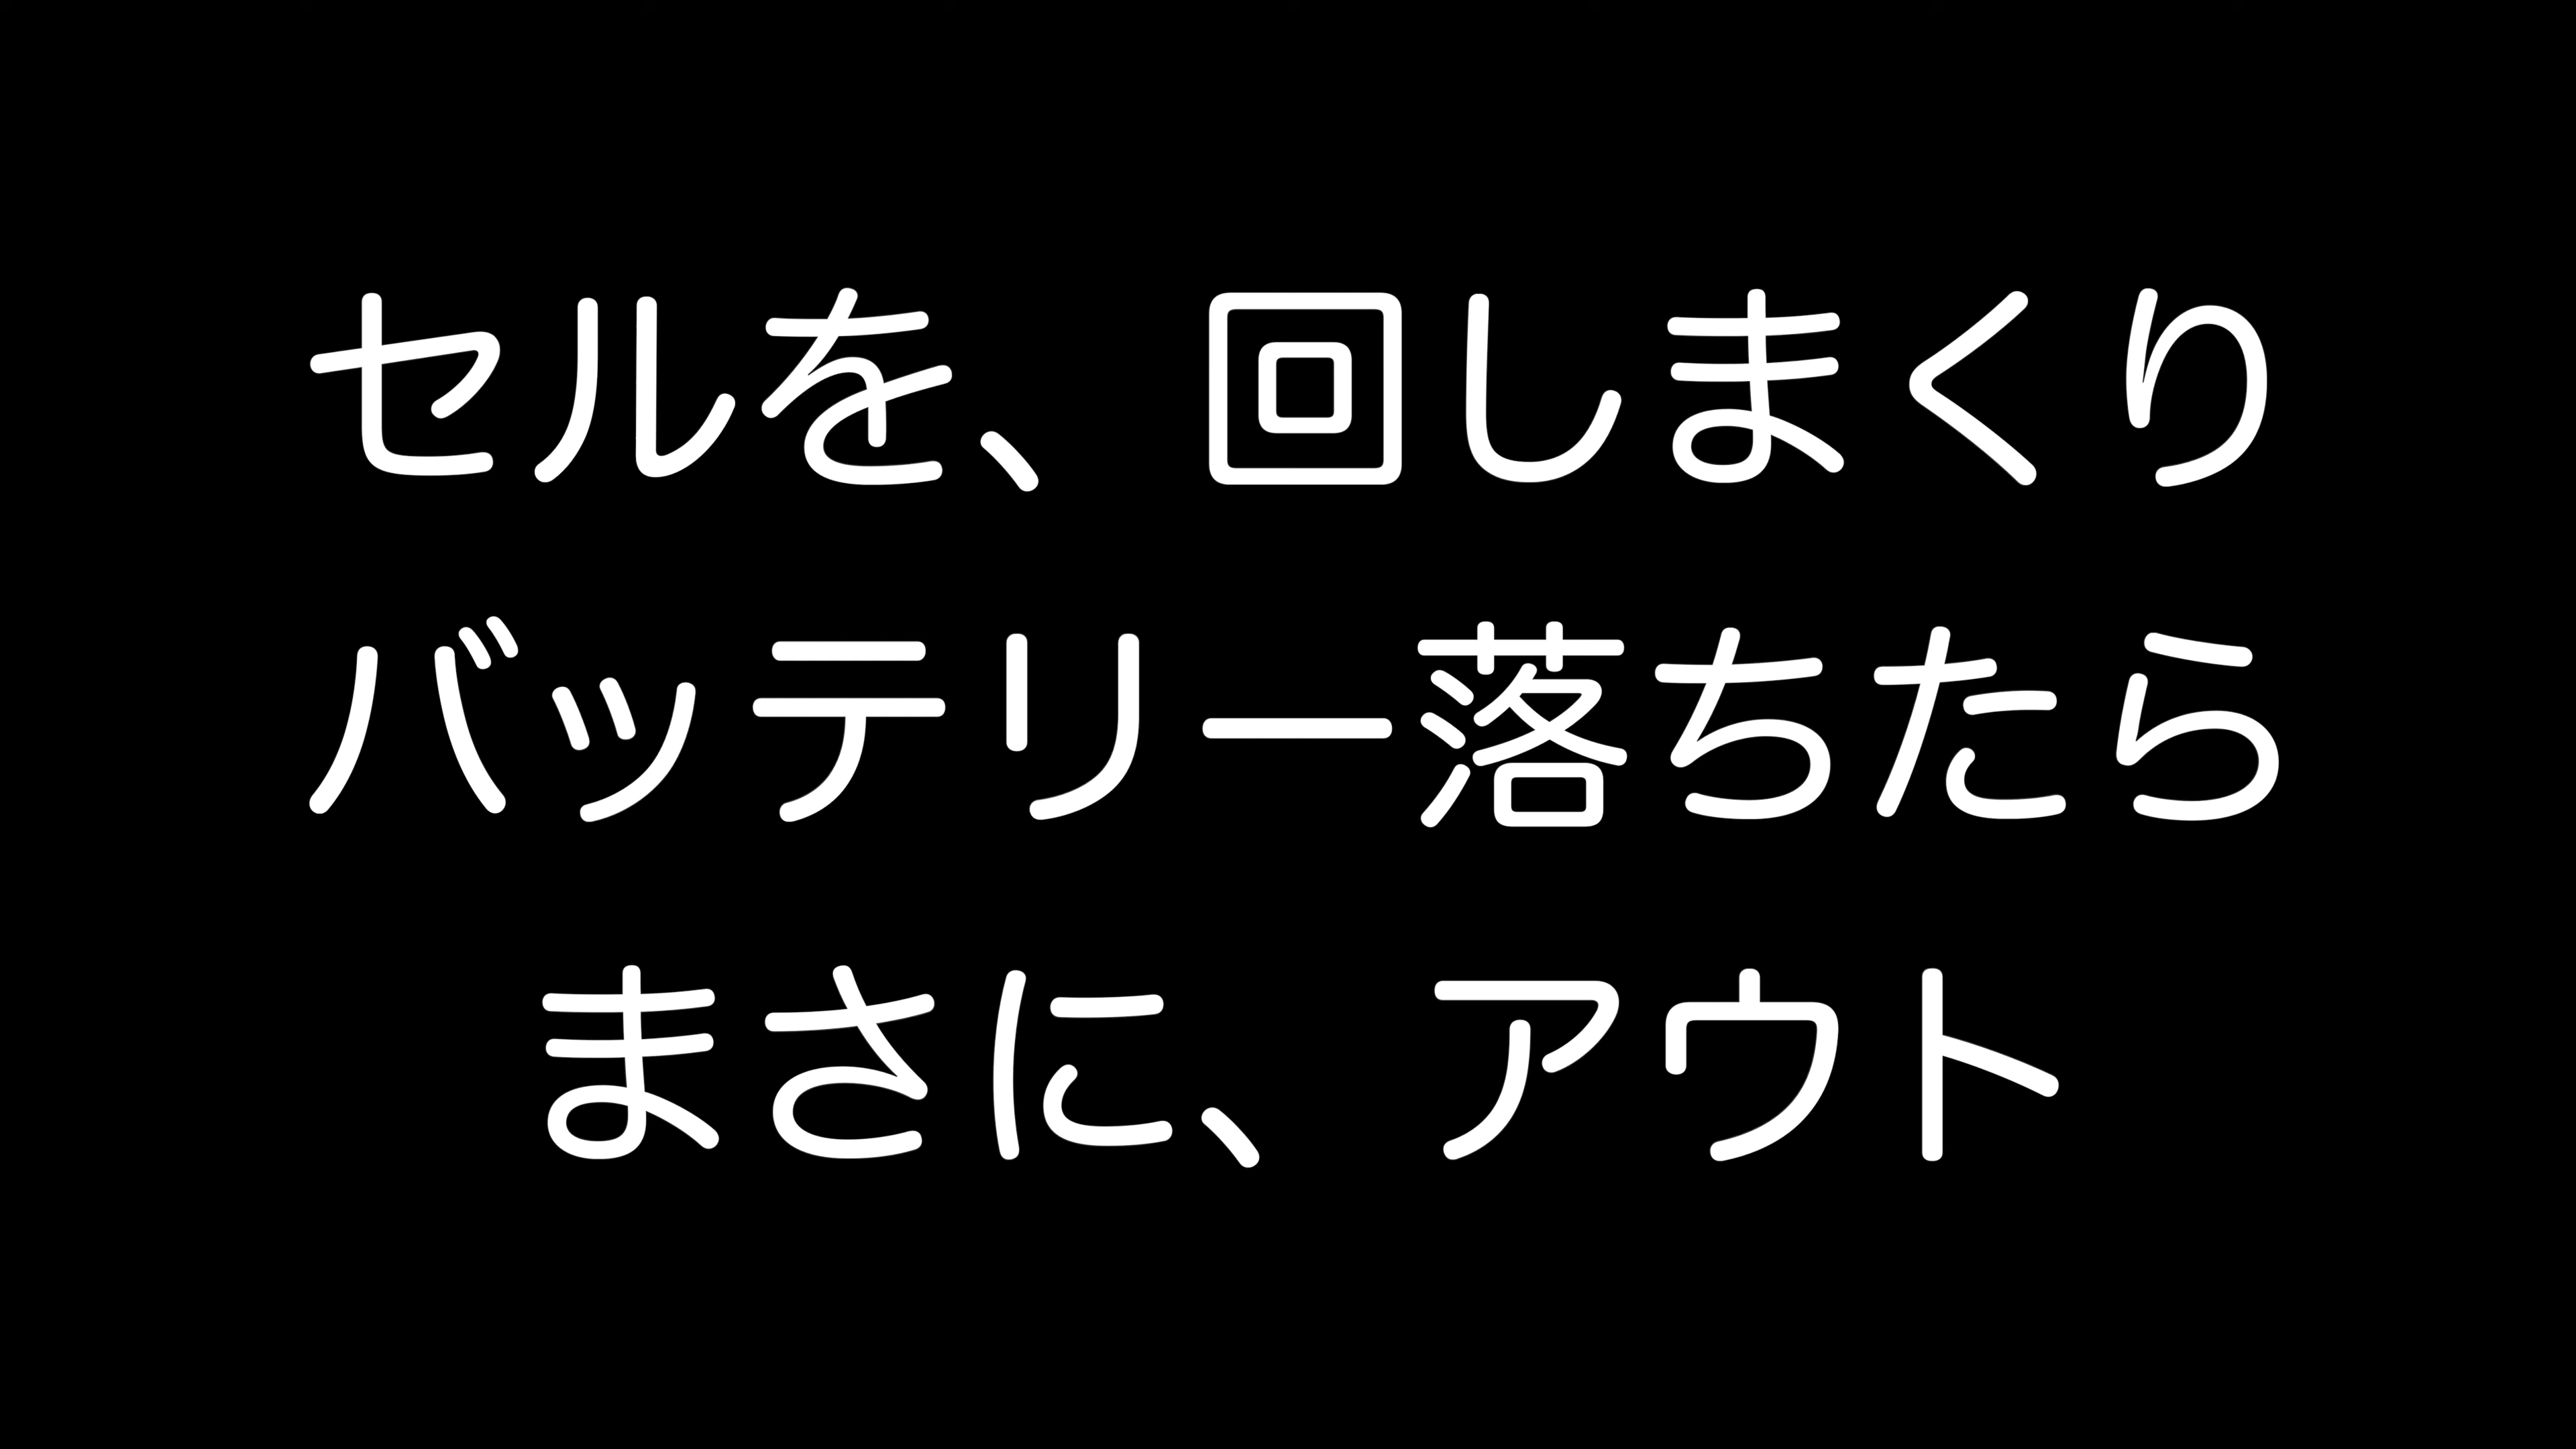 セルを、回しまくり
バッテリー落ちたら
まさに、アウト